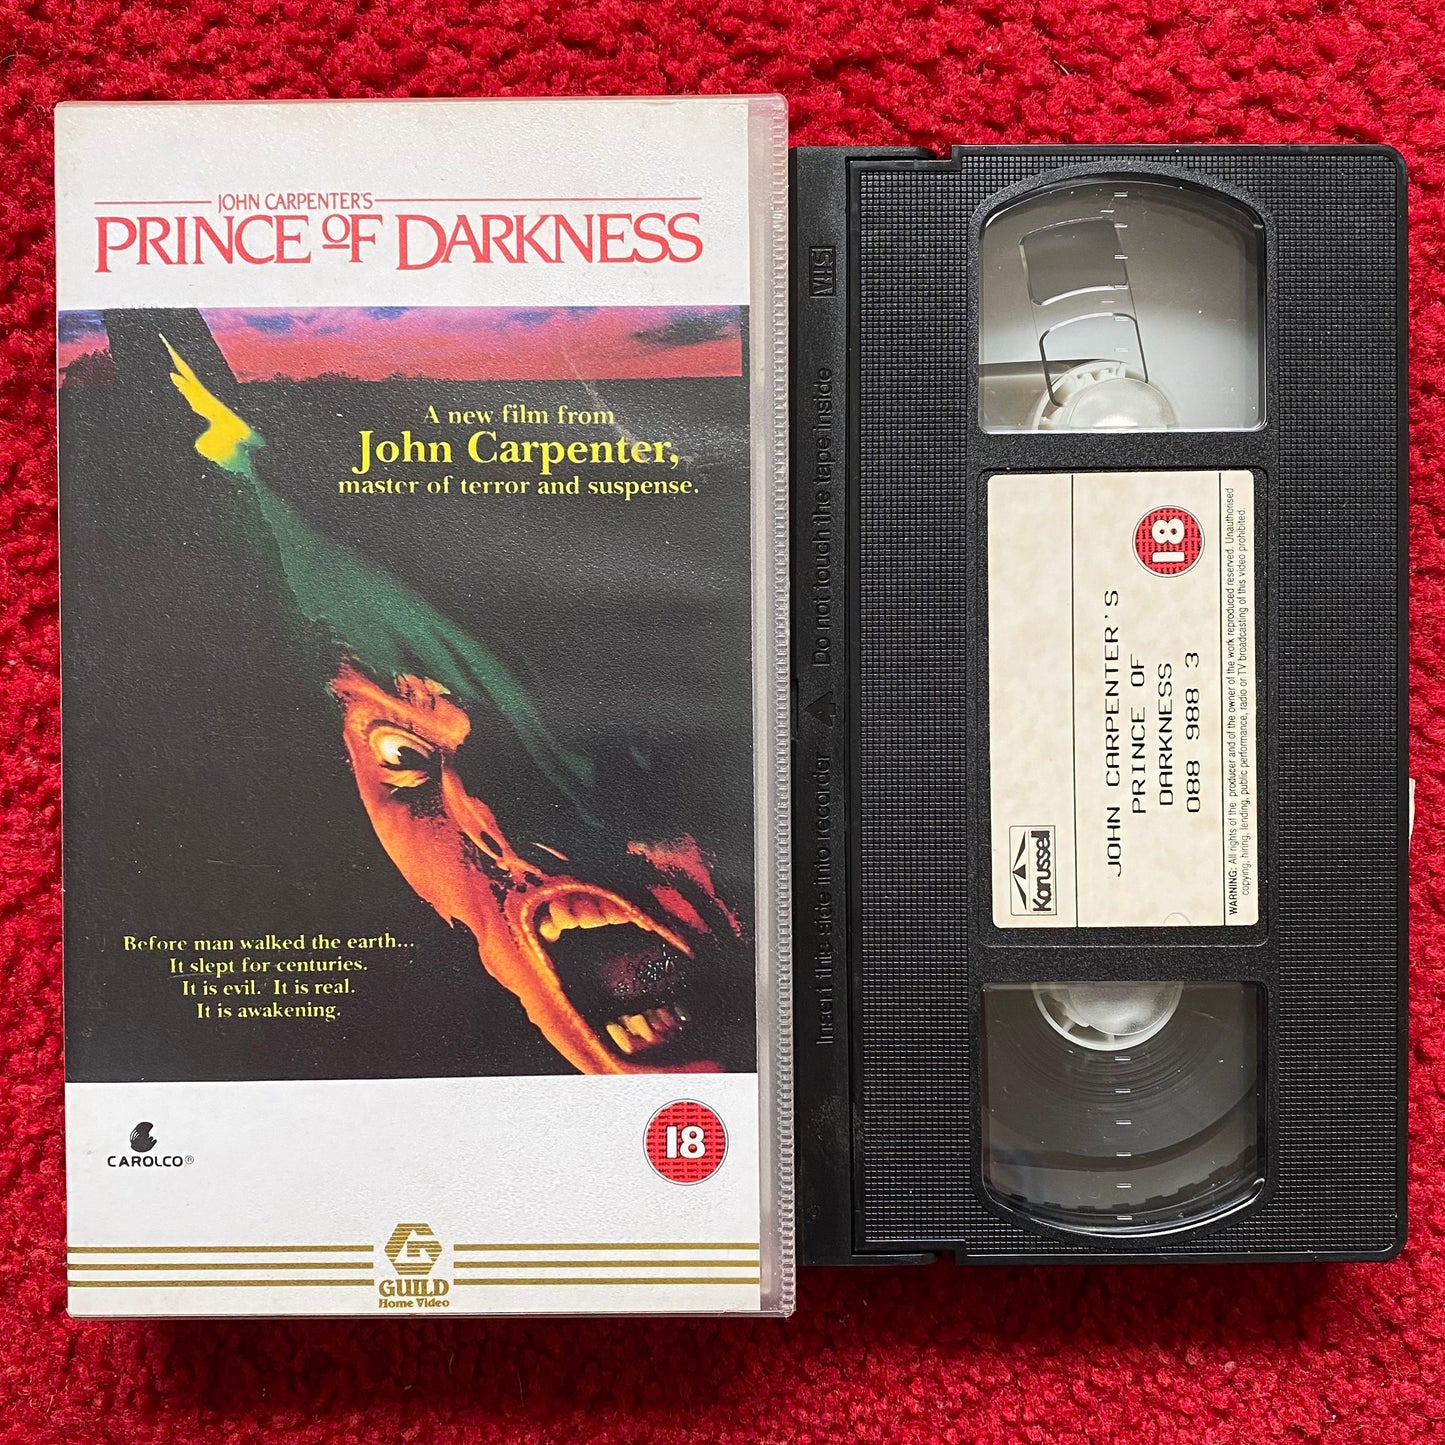 JOHN CARPENTER'S
PRINCE OF DARKNESS
A new film from
John Carpenter,
master of terror and suspense.
Before man walked the earth...
It slept for centuries.
It is evil. It is real.
It is awakening.
CAROLCO®
18
GUILD
Home Video
VHS
Insert this side into recorder
Do not touch the tape inside
Karussell
JOHN CARPENTER'S
PRINCE OF
DARKNESS
088 988 3
18
WARNING: All rights of the producer and of the owner of the work reproduced reserved. Unauthorised
copying, hiring, lending, public performance, radio or TV broadcasting of this video prohibited.